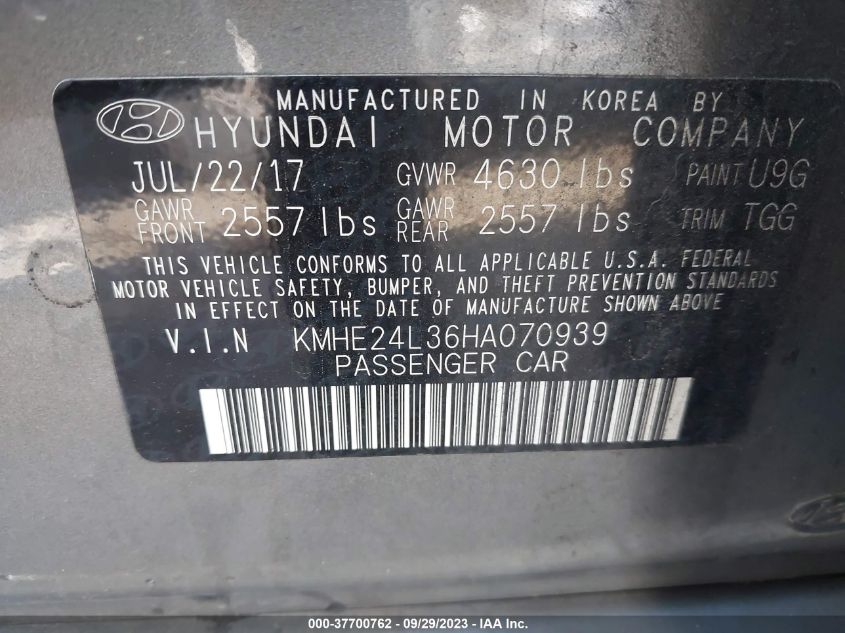 MANUFACTURED IN KOREA BY
HYUNDAI MOTOR COMPANY
JUL/22/17 GVWR 4630 lbs PAINT U9G
GAWR FRONT 2557 lbs GAWR REAR 2557 lbs TRIM TGG
THIS VEHICLE CONFORMS TO ALL APPLICABLE U.S.A. FEDERAL
MOTOR VEHICLE SAFETY, BUMPER, AND THEFT PREVENTION STANDARDS
IN EFFECT ON THE DATE OF MANUFACTURE SHOWN ABOVE
V.I.N KMHE24L36HA070939
PASSENGER CAR
000-37700762 - 09/29/2023 - IAA Inc.